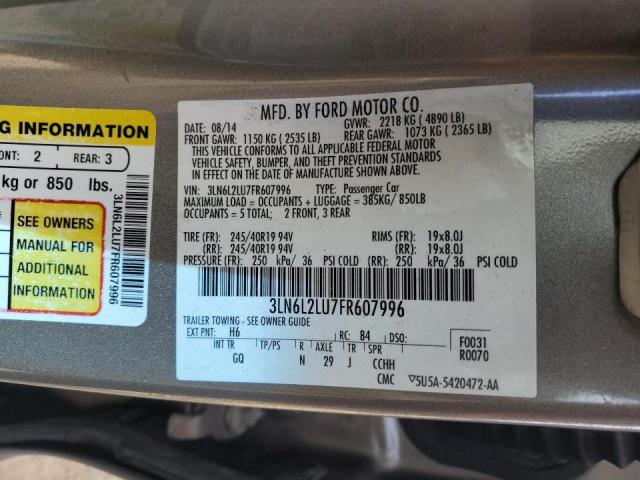 G INFORMATION
ONT: 2 REAR: 3
kg or 850 lbs.
SEE OWNERS
MANUAL FOR
ADDITIONAL
INFORMATION
3LN6L2LU7FR607996
MFD. BY FORD MOTOR CO.
DATE: 08/14 GVWR: 2218 KG ( 4890 LB)
FRONT GAWR: 1150 KG ( 2535 LB) REAR GAWR: 1073 KG ( 2365 LB)
THIS VEHICLE CONFORMS TO ALL APPLICABLE FEDERAL MOTOR
VEHICLE SAFETY, BUMPER, AND THEFT PREVENTION STANDARDS
IN EFFECT ON THE DATE OF MANUFACTURE SHOWN ABOVE.
VIN: 3LN6L2LU7FR607996 TYPE: Passenger Car
MAXIMUM LOAD = OCCUPANTS + LUGGAGE = 385KG/ 850LB
OCCUPANTS = 5 TOTAL; 2 FRONT, 3 REAR
TIRE (FR): 245/40R19 94V RIMS (FR): 19x8.0J
(RR): 245/40R19 94V (RR): 19x8.0J
PRESSURE (FR): 250 kPa/ 36 PSI COLD (RR): 250 kPa/ 36 PSI COLD
3LN6L2LU7FR607996
TRAILER TOWING - SEE OWNER GUIDE
EXT PNT: H6 RC: 84 DSO: F0031
INT TR TP/PS R AXLE TR SPR R0070
GQ N 29 J CCHH
CMC 5U5A-5420472-AA